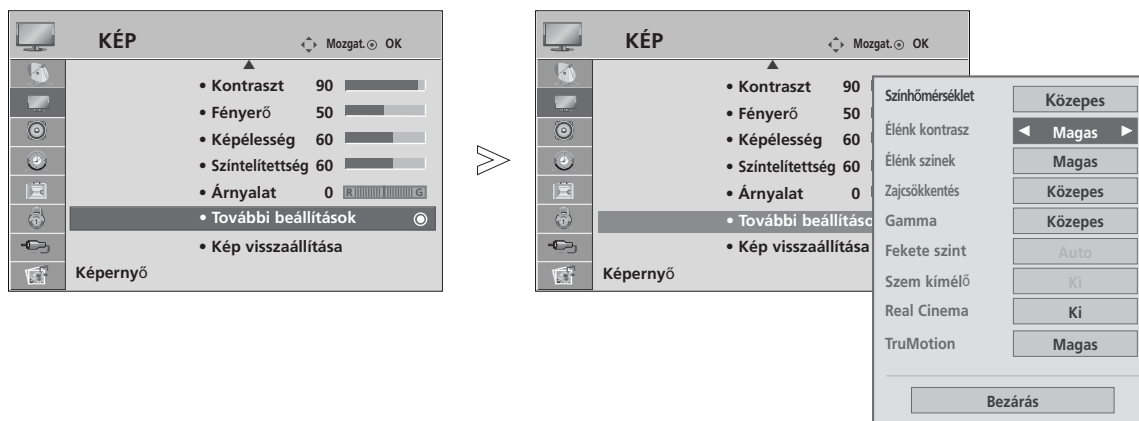 KÉP
Mozgat. OK
• Kontraszt 90
• Fényerő 50
• Képélesség 60
• Színtelítettség 60
• Árnyalat 0 R G
• További beállítások
• Kép visszaállítása
Képernyő
KÉP
Mozgat. OK
• Kontraszt 90
• Fényerő 50
• Képélesség 60
• Színtelítettség 60
• Árnyalat 0
• További beállításo
• Kép visszaállítása
Képernyő
Színhőmérséklet Közepes
Élénk kontrasz Magas
Élénk szinek Magas
Zajcsökkentés Közepes
Gamma Közepes
Fekete szint Auto
Szem kímélő Ki
Real Cinema Ki
TruMotion Magas
Bezárás